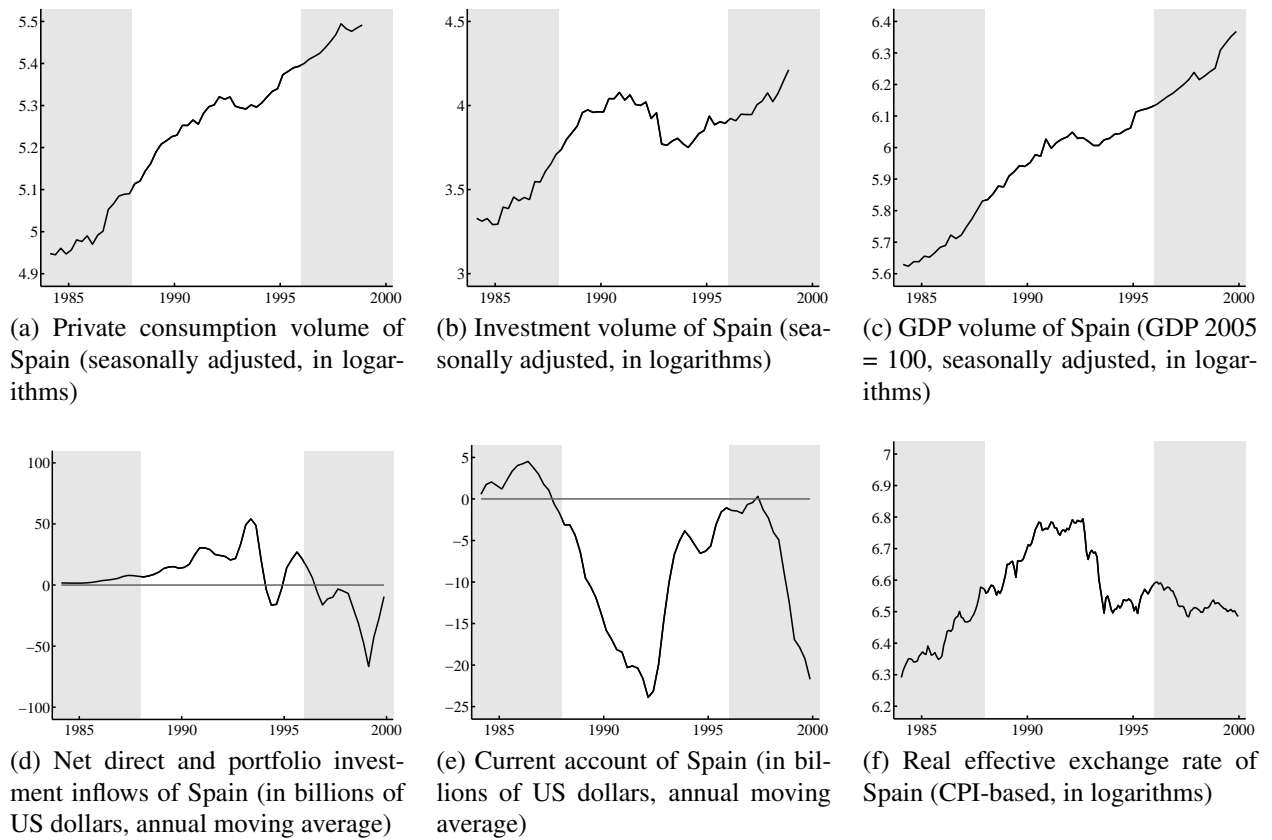 5.5
5.4
5.3
5.2
5.1
5
4.9
1985 1990 1995 2000
(a) Private consumption volume of
Spain (seasonally adjusted, in logar-
ithms)
4.5
4
3.5
3
1985 1990 1995 2000
(b) Investment volume of Spain (sea-
sonally adjusted, in logarithms)
6.4
6.3
6.2
6.1
6
5.9
5.8
5.7
5.6
1985 1990 1995 2000
(c) GDP volume of Spain (GDP 2005
= 100, seasonally adjusted, in logar-
ithms)
100
50
0
−50
−100
1985 1990 1995 2000
(d) Net direct and portfolio invest-
ment inflows of Spain (in billions of
US dollars, annual moving average)
5
0
−5
−10
−15
−20
−25
1985 1990 1995 2000
(e) Current account of Spain (in bil-
lions of US dollars, annual moving
average)
7
6.9
6.8
6.7
6.6
6.5
6.4
6.3
6.2
1985 1990 1995 2000
(f) Real effective exchange rate of
Spain (CPI-based, in logarithms)